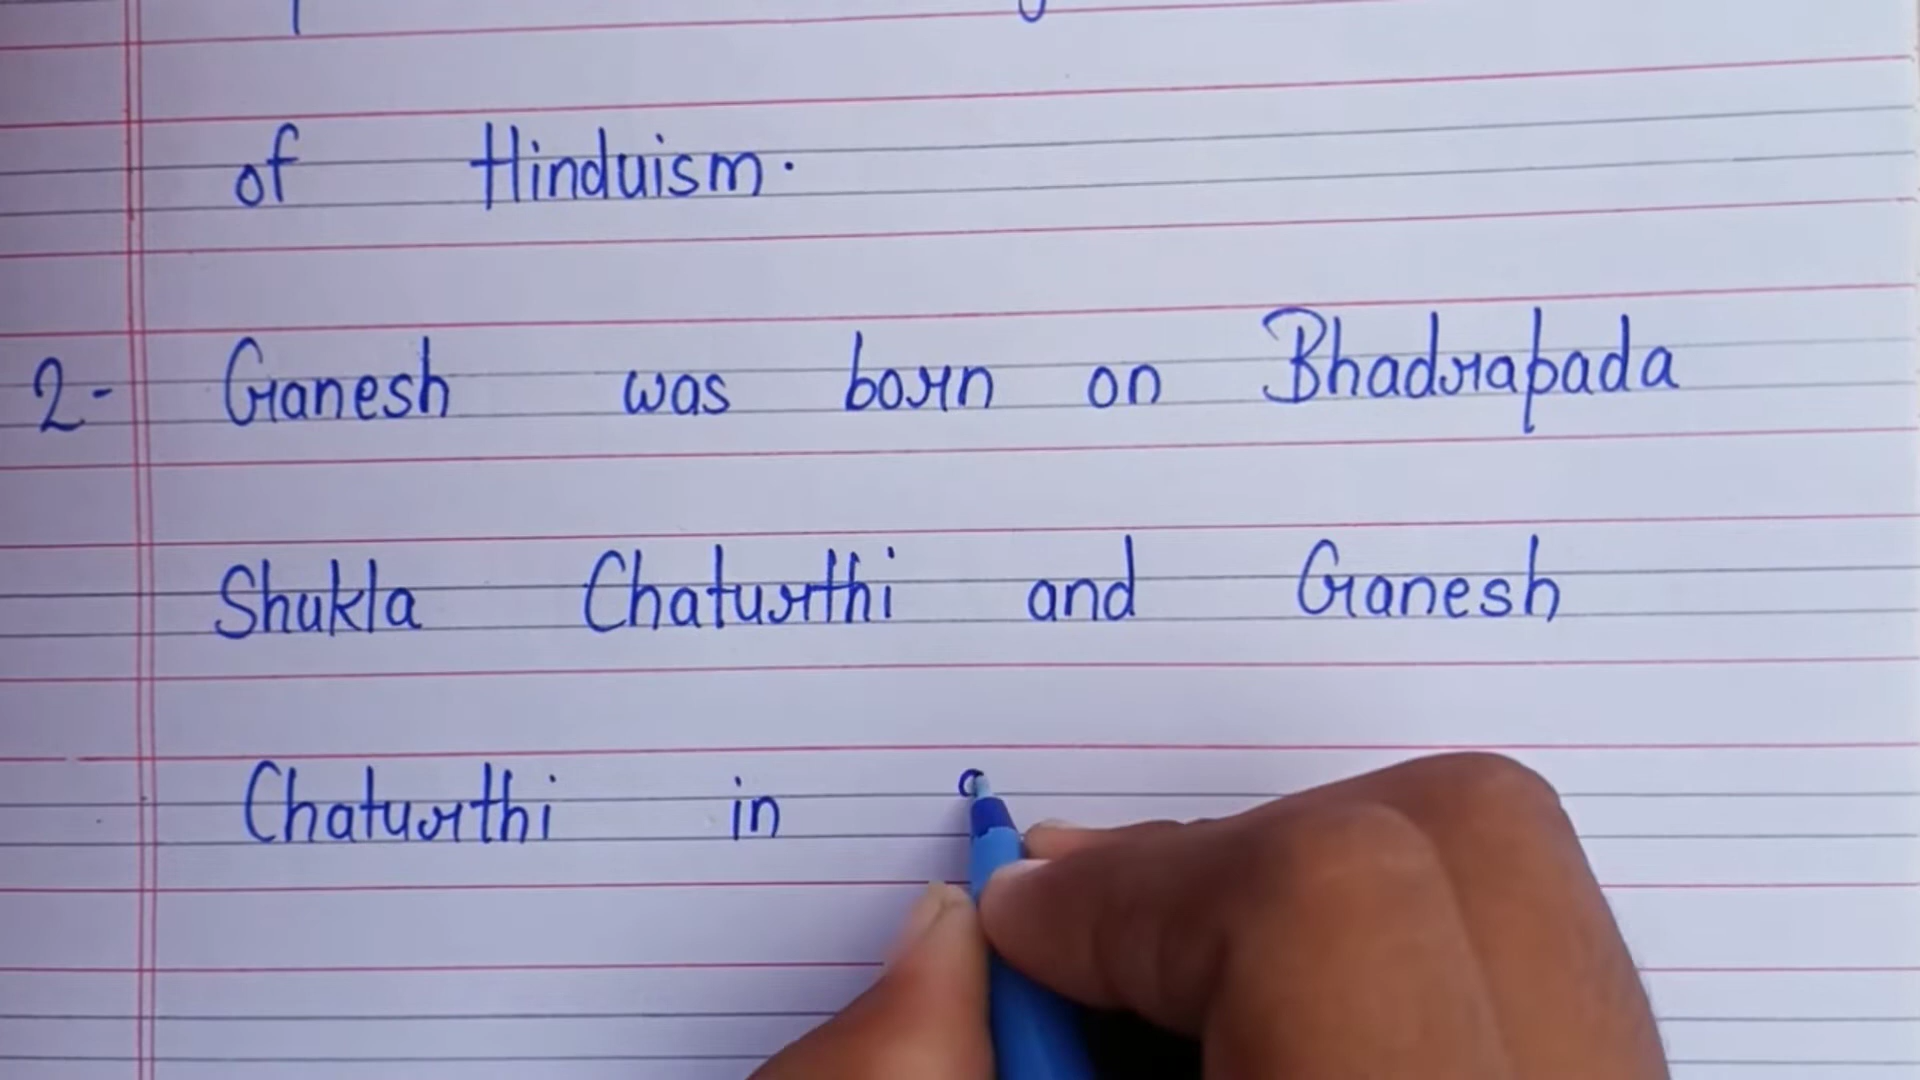 of Hinduism.
2- Ganesh was born on Bhadrapada
Shukla Chaturthi and Ganesh
Chaturthi in